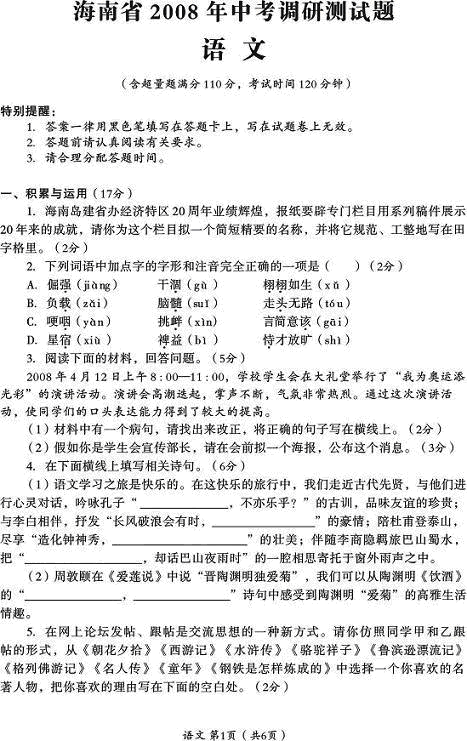 海南省 2008 年中考调研测试题
语 文
（含超量题满分 110 分，考试时间 120 分钟）
特别提醒：
1. 答案一律用黑色笔填写在答题卡上，写在试题卷上无效。
2. 答题前请认真阅读有关要求。
3. 请合理分配答题时间。
一、积累与运用（17分）
1. 海南岛建省办经济特区 20 周年业绩辉煌，报纸要辟专门栏目用系列稿件展示
20 年来的成就，请你为这个栏目拟一个简短精要的名称，并将它规范、工整地写在田
字格里。（2分）
2. 下列词语中加点字的字形和注音完全正确的一项是（　　）（2分）
A. 倔强（jiàng） 干涸（gù ） 栩栩如生（xǔ ）
B. 负载（zǎi） 脑髓（suǐ ） 走头无路（tóu）
C. 哽咽（yàn） 挑衅（xìn） 言简意该（gāi）
D. 星宿（xiù ） 裨益（bì ） 恃才放旷（shì）
3. 阅读下面的材料，回答问题。（5分）
2008 年 4 月 12 日上午 8：00—11：00，学校学生会在大礼堂举行了“我为奥运添
光彩”的演讲活动。演讲会高潮迭起，掌声不断，气氛非常热烈。通过这次演讲活
动，使同学们的口头表达能力得到了较大的提高。
（1）材料中有一个病句，请找出来改正，将正确的句子写在横线上。（2分）
（2）假如你是学生会宣传部长，请在会前拟一个海报，公布这个消息。（3分）
4. 在下面横线上填写相关诗句。（6分）
（1）语文学习之旅是快乐的。在这快乐的旅行中，我们走近古代先贤，与他们进
行心灵对话，吟咏孔子“＿＿＿＿＿＿＿，不亦乐乎？”的古训，品味友谊的珍贵；
与李白相伴，抒发“长风破浪会有时，＿＿＿＿＿＿＿＿”的豪情；陪杜甫登泰山，
尽享“造化钟神秀，＿＿＿＿＿＿＿＿＿”的壮美；伴随李商隐羁旅巴山蜀水，
把“＿＿＿＿＿＿＿＿＿，却话巴山夜雨时”的一腔相思寄托于窗外雨声之中。
（2）周敦颐在《爱莲说》中说“晋陶渊明独爱菊”，我们可以从陶渊明《饮酒》
的“＿＿＿＿＿＿＿，＿＿＿＿＿＿＿”诗句中感受到陶渊明“爱菊”的高雅生活
情趣。
5. 在网上论坛发帖、跟帖是交流思想的一种新方式。请你仿照同学甲和乙跟
帖的形式，从《朝花夕拾》《西游记》《水浒传》《骆驼祥子》《鲁滨逊漂流记》
《格列佛游记》《名人传》《童年》《钢铁是怎样炼成的》中选择一个你喜欢的名
著人物，把你喜欢的理由写在下面的空白处。（2分）
语文 第1页（共6页）